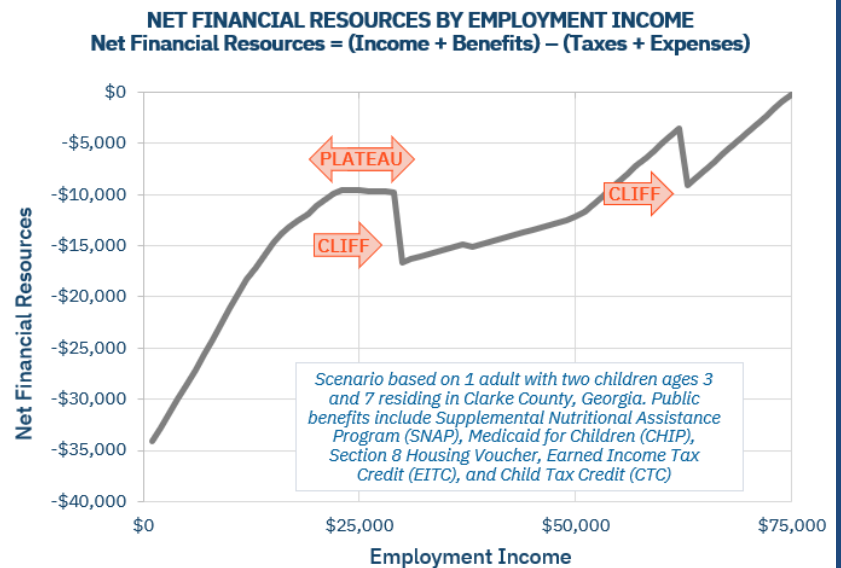 NET FINANCIAL RESOURCES BY EMPLOYMENT INCOME
Net Financial Resources = (Income + Benefits) – (Taxes + Expenses)
$0
-$5,000
PLATEAU
-$10,000
CLIFF
CLIFF
-$15,000
-$20,000
-$25,000
-$30,000
-$35,000
-$40,000
Net Financial Resources
Scenario based on 1 adult with two children ages 3
and 7 residing in Clarke County, Georgia. Public
benefits include Supplemental Nutritional Assistance
Program (SNAP), Medicaid for Children (CHIP),
Section 8 Housing Voucher, Earned Income Tax
Credit (EITC), and Child Tax Credit (CTC)
$0
$25,000
$50,000
$75,000
Employment Income